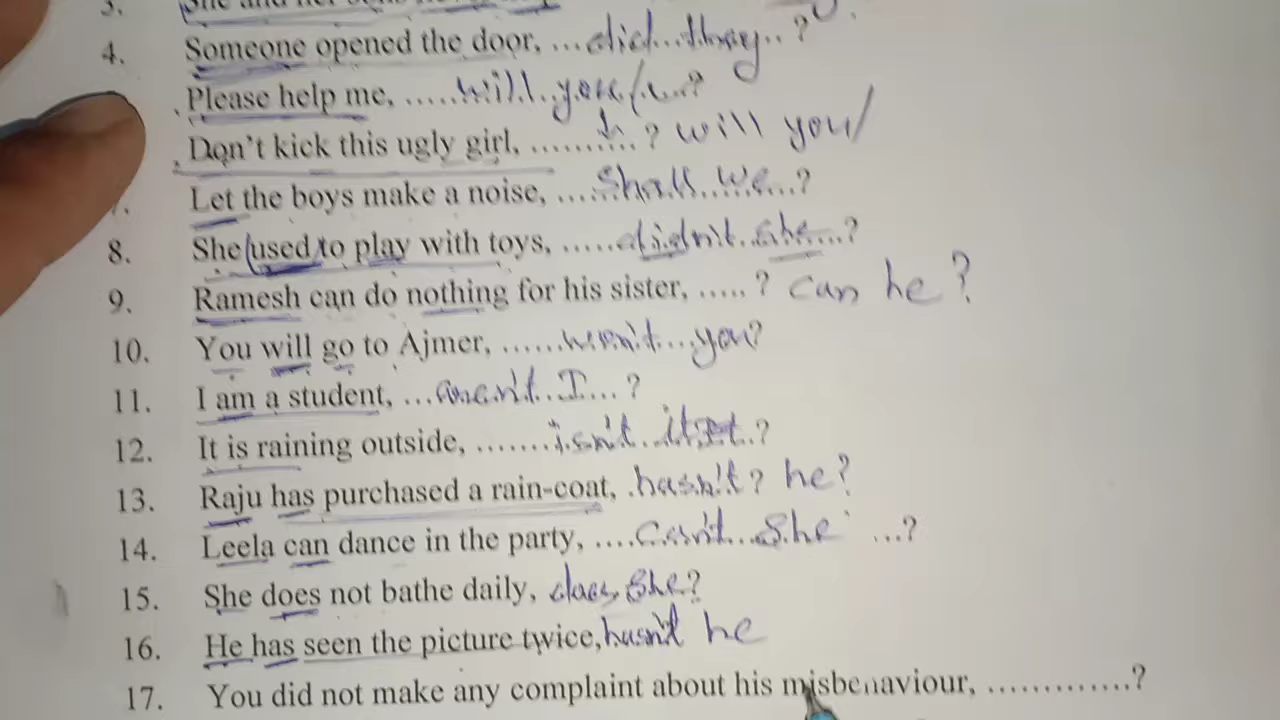 3. She and her
4. Someone opened the door, ...did...they..?
Please help me, .....will..you/...?
Don't kick this ugly girl, ..........? will you/
Let the boys make a noise, .....shall..we...?
8. She (used to play with toys, .....didn't..she...?
9. Ramesh can do nothing for his sister, .....? can he?
10. You will go to Ajmer, ......won't...you?
11. I am a student, ...aren't..I...?
12. It is raining outside, .......isn't..it..?
13. Raju has purchased a rain-coat, .hasn't? he?
14. Leela can dance in the party, ....can't..she ...?
15. She does not bathe daily, does she?
16. He has seen the picture twice, hasn't he
17. You did not make any complaint about his misbehaviour, .............?